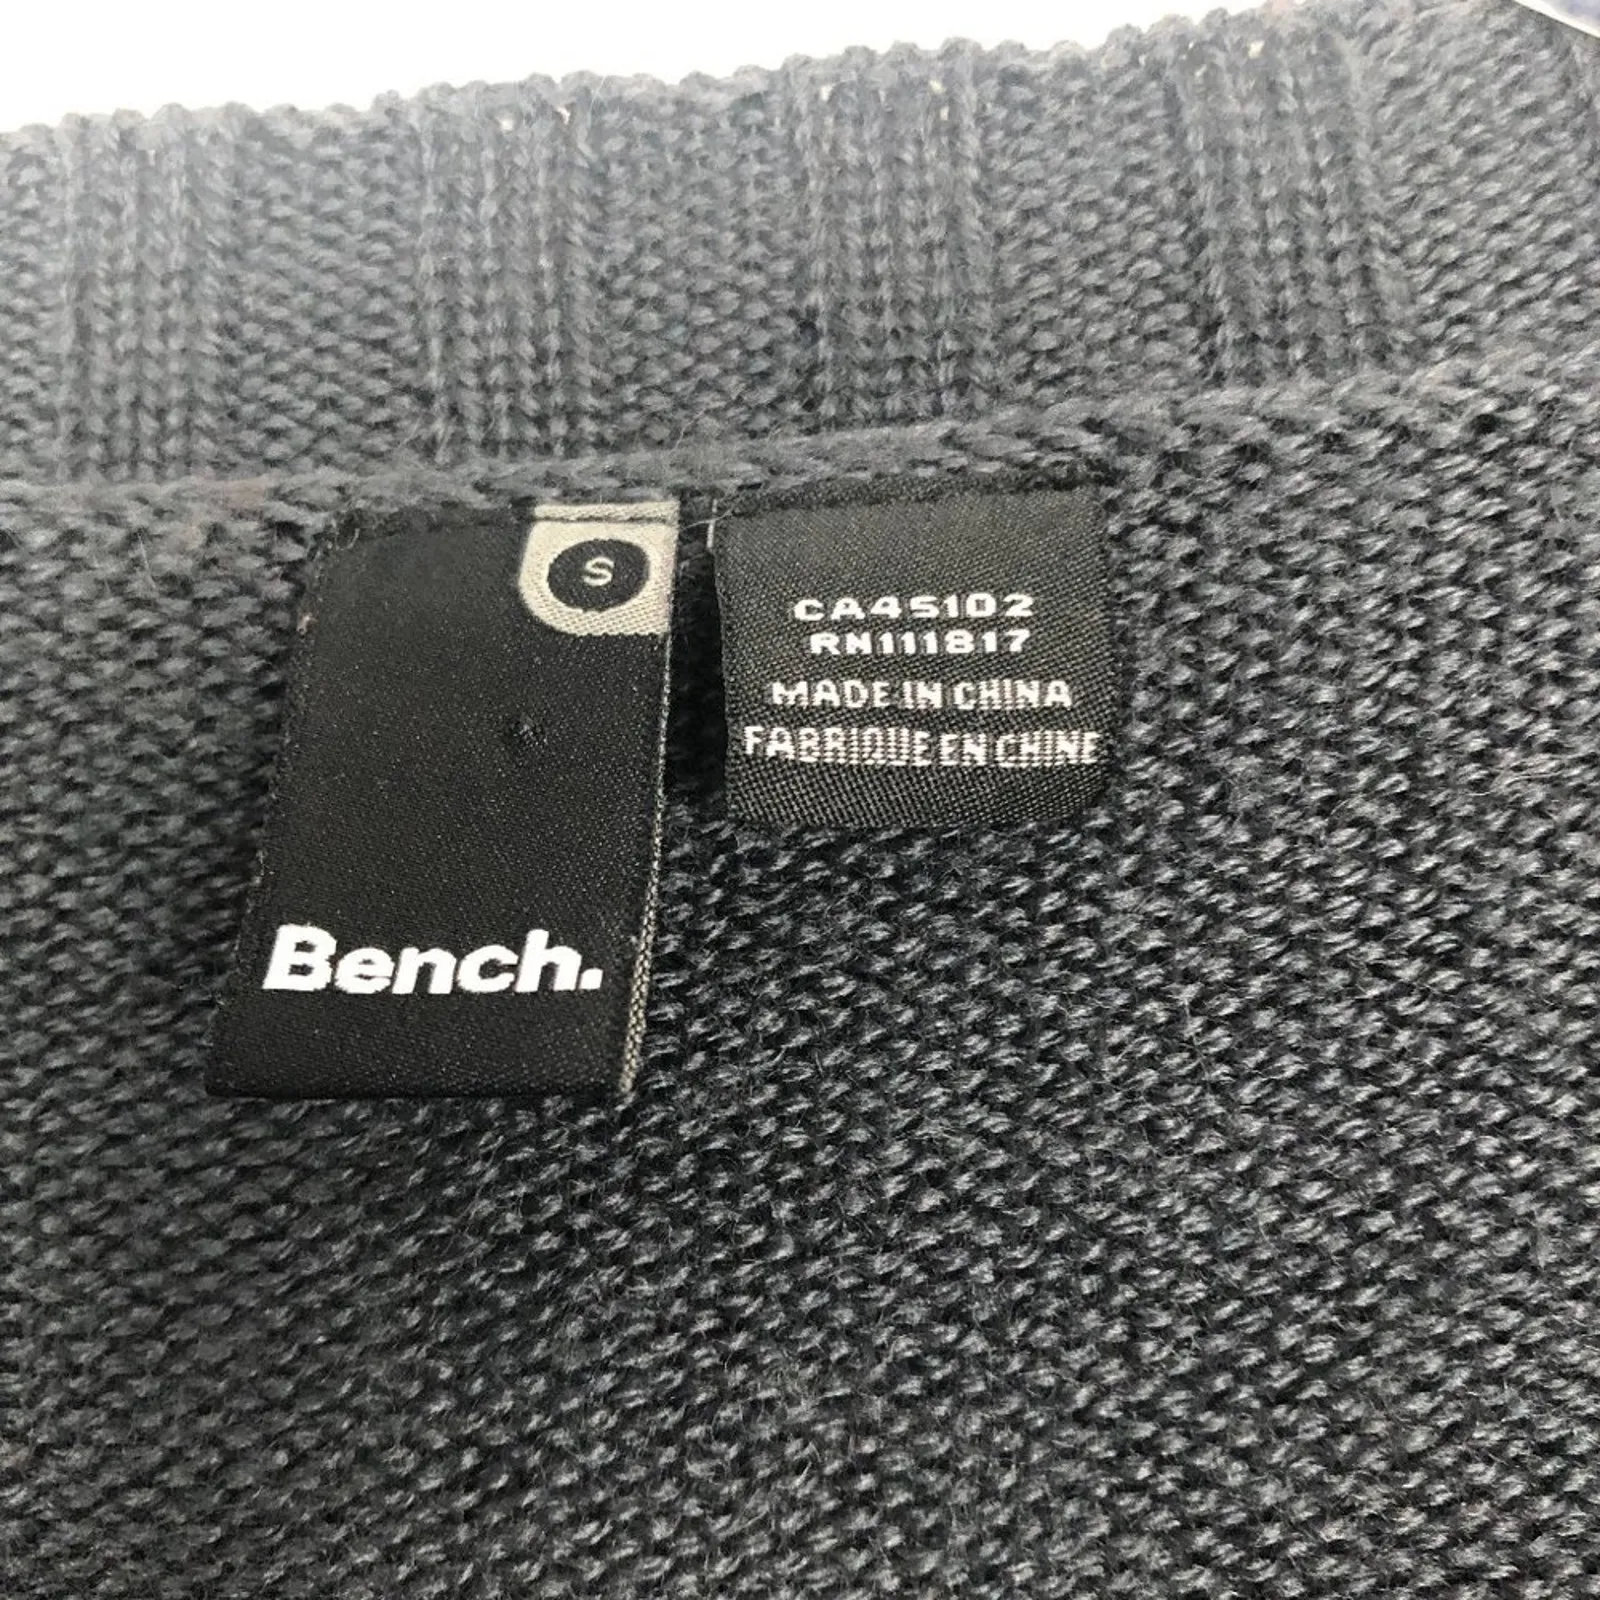 S
Bench.
CA45102
RN111817
MADE IN CHINA
FABRIQUE EN CHINE